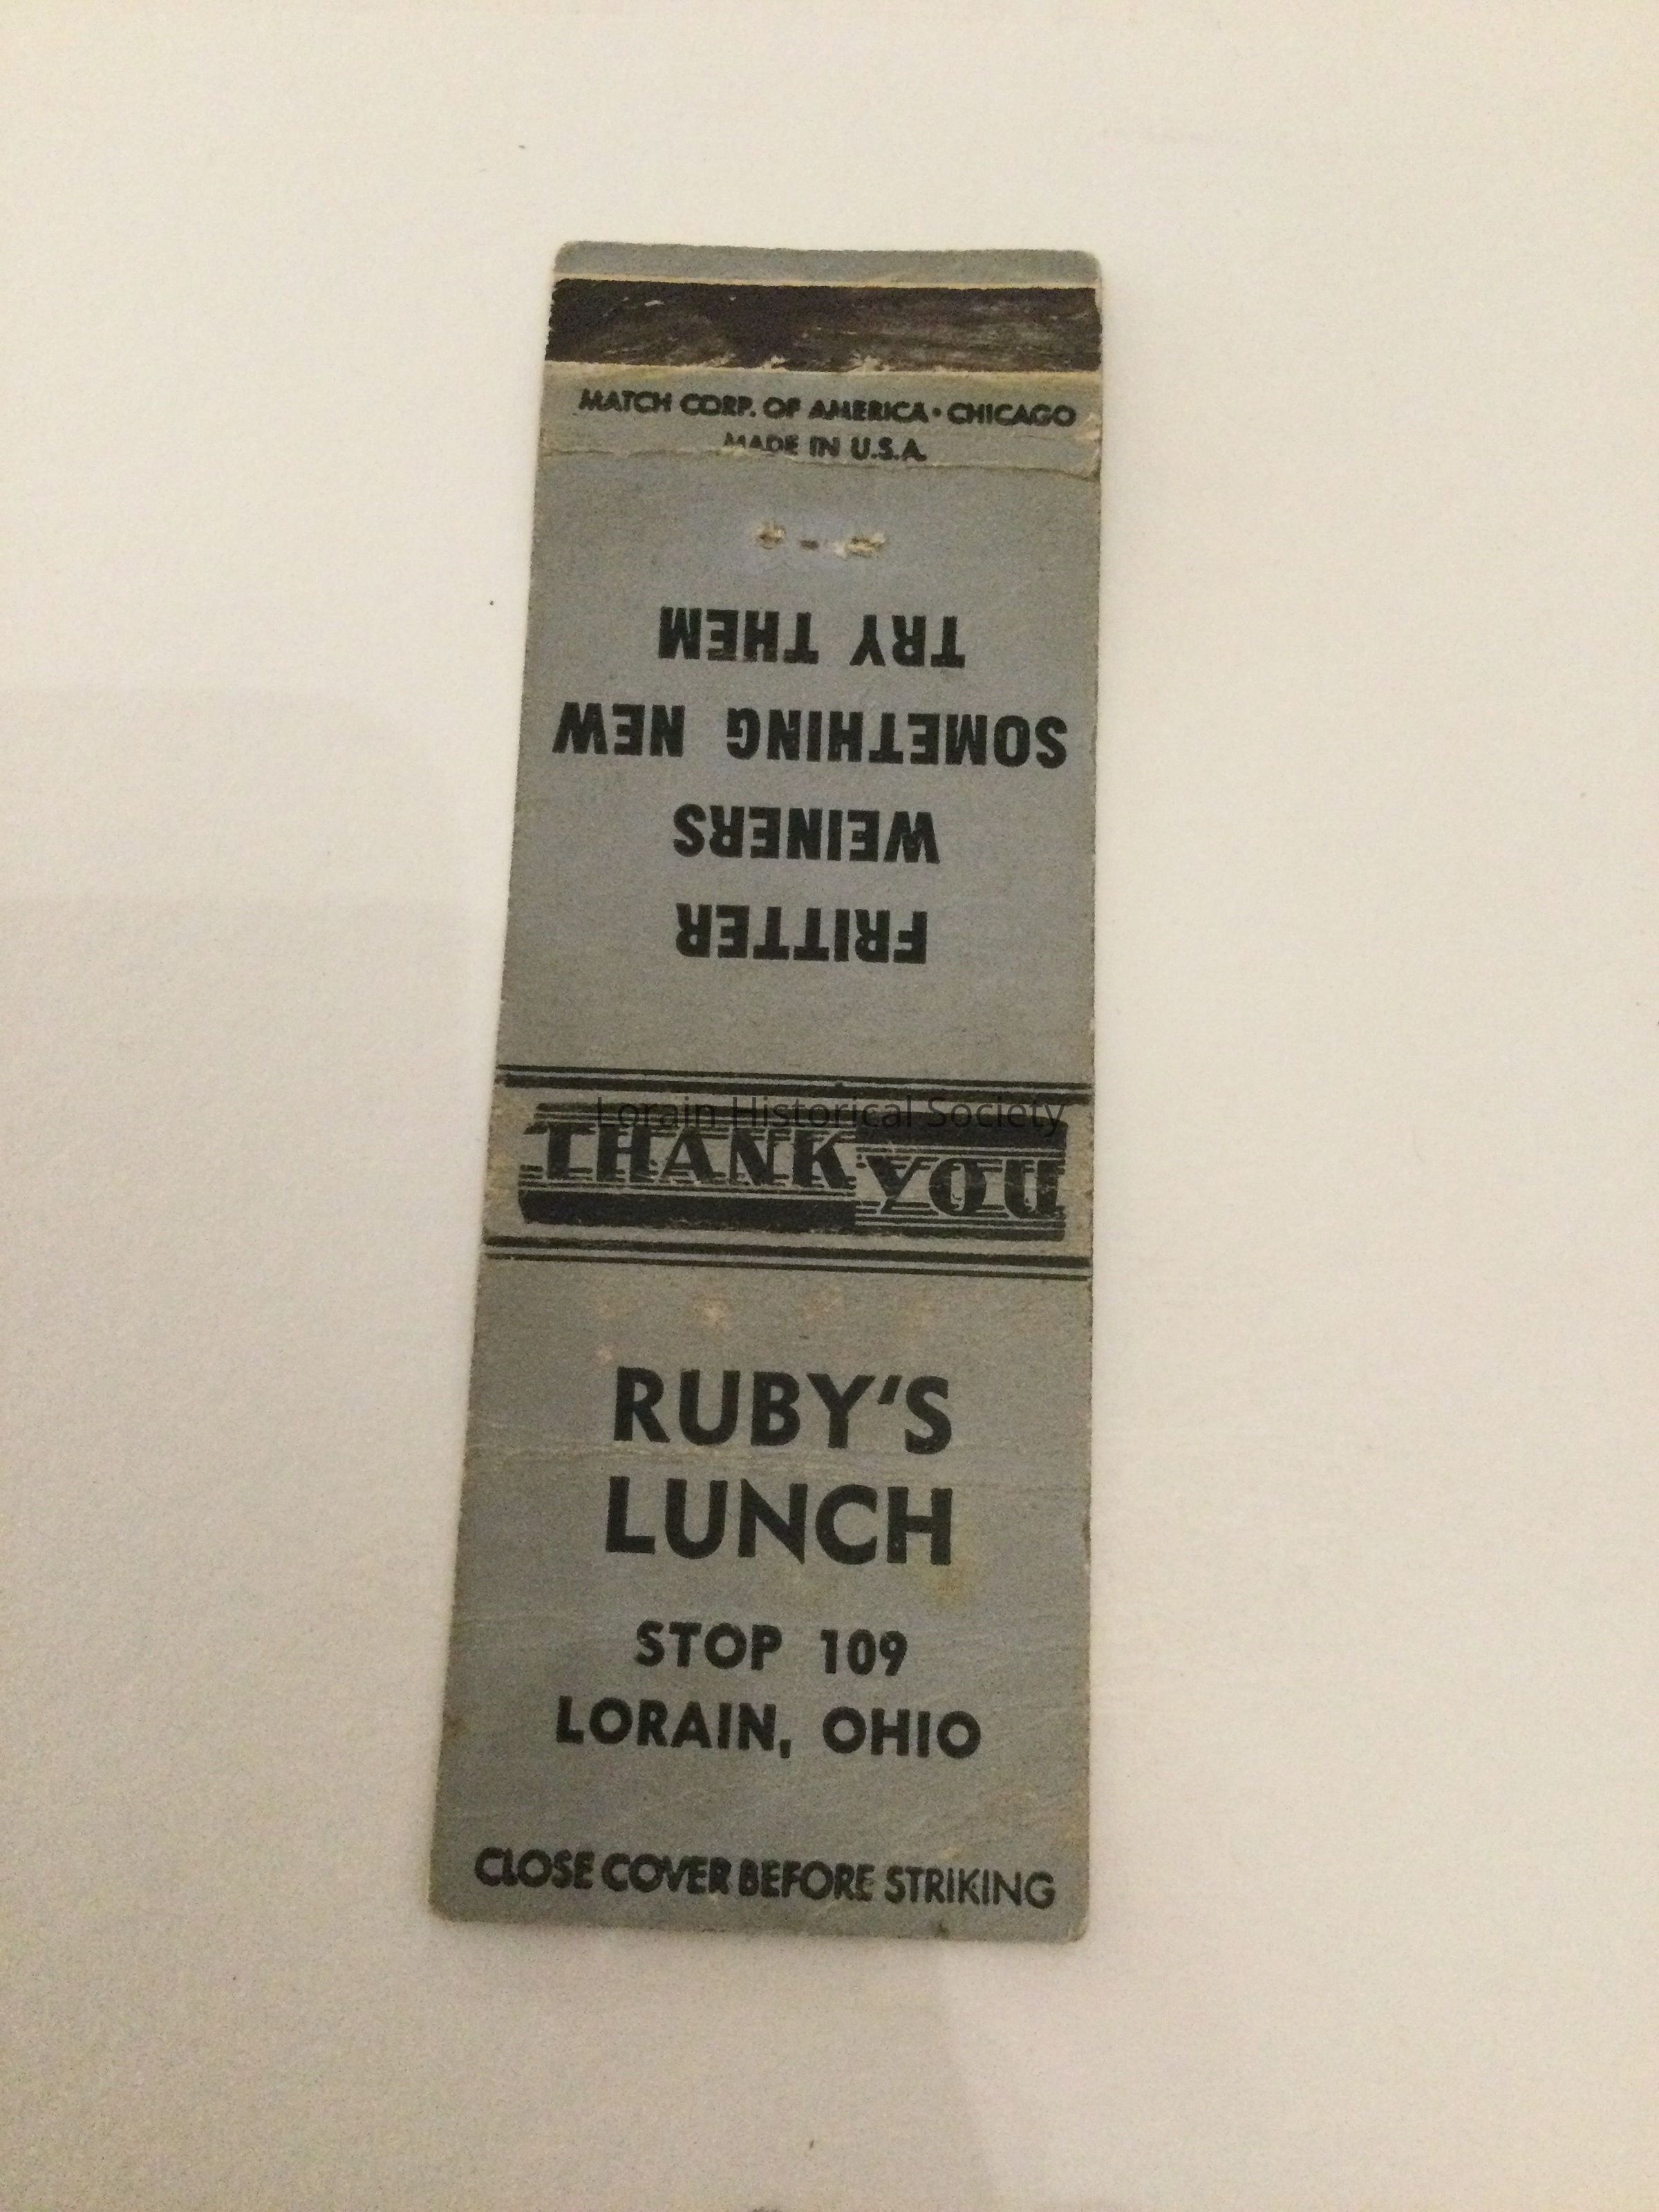 MATCH CORP. OF AMERICA • CHICAGO
MADE IN U.S.A.
FRITTER
WEINERS
SOMETHING NEW
TRY THEM
Lorain Historical Society
THANK YOU
RUBY'S
LUNCH
STOP 109
LORAIN, OHIO
CLOSE COVER BEFORE STRIKING